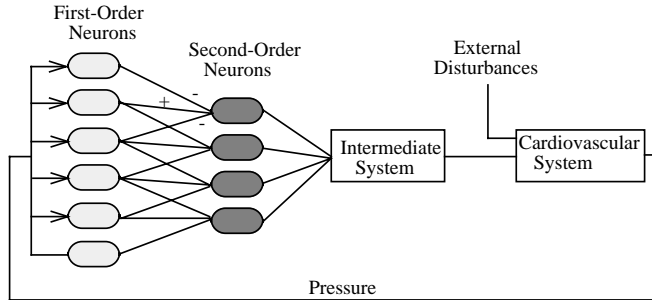 First-Order
Neurons
Second-Order
Neurons
External
Disturbances
-
+
-
Intermediate
System
Cardiovascular
System
Pressure